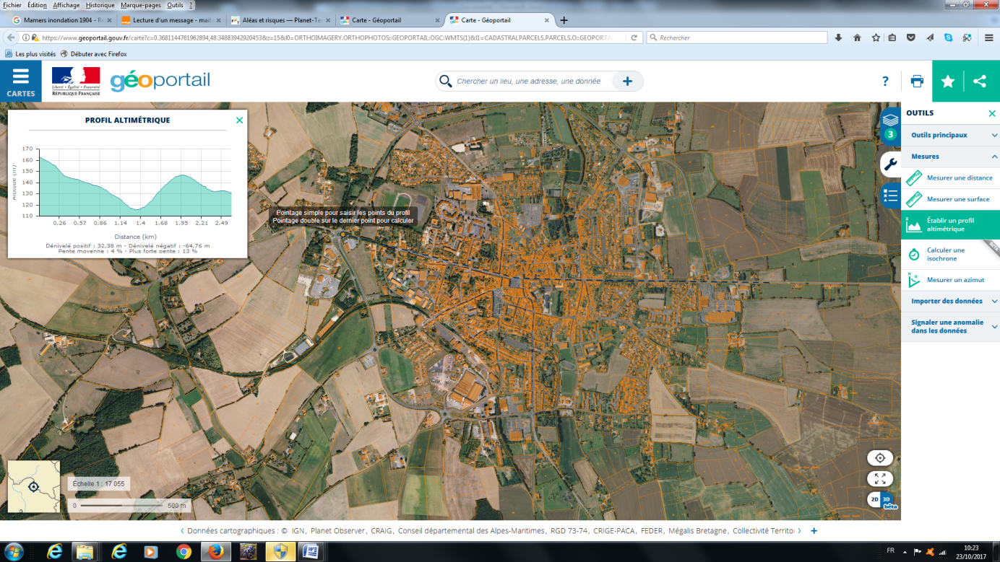 Fichier Édition Affichage Historique Marque-pages Outils ?
Mamers inondation 1904 - R
Lecture d'un message - mail
Aléas et risques — Planet-Te
Carte - Géoportail
Carte - Géoportail
https://www.geoportail.gouv.fr/carte?c=0.3681144761962894,48.34883942920453&z=15&l0=ORTHOIMAGERY.ORTHOPHOTOS::GEOPORTAIL:OGC:WMTS(1)&l1=CADASTRALPARCELS.PARCELS.O::GEOPORTA
Rechercher
Les plus visités Débuter avec Firefox
CARTES
Liberté • Égalité • Fraternité
RÉPUBLIQUE FRANÇAISE
géoportail
Chercher un lieu, une adresse, une donnée
?
PROFIL ALTIMÉTRIQUE
170
160
150
140
130
120
110
Altitude (m)
0,26 0,57 0,86 1,14 1,4 1,68 1,95 2,21 2,49
Distance (km)
Dénivelé positif : 32,38 m - Dénivelé négatif : -64,76 m
Pente moyenne : 4 % - Plus forte pente : 13 %
Pointage simple pour saisir les points du profil
Pointage double sur le dernier point pour calculer
3
OUTILS
Outils principaux
Mesures
Mesurer une distance
Mesurer une surface
Établir un profil
altimétrique
Calculer une
isochrone
BÉTA
Mesurer un azimut
Importer des données
Signaler une anomalie
dans les données
Échelle 1 : 17 055
0 500 m
2D 3D
bêta
Données cartographiques : © IGN, Planet Observer, CRAIG, Conseil départemental des Alpes-Maritimes, RGD 73-74, CRIGE-PACA, FEDER, Mégalis Bretagne, Collectivité Territoi
FR
10:23
23/10/2017